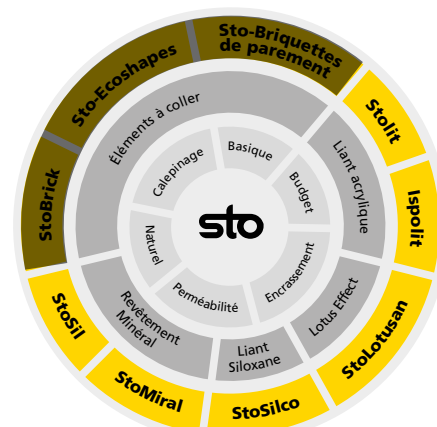 Sto-Ecoshapes
Sto-Briquettes
de parement
Stolit
Ispolit
StoLotusan
StoSilco
StoMiral
StoSil
StoBrick
Éléments à coller
Liant acrylique
Lotus Effect
Liant
Siloxane
Revêtement
Minéral
Calepinage
Basique
Budget
Encrassement
Perméabilité
Naturel
sto